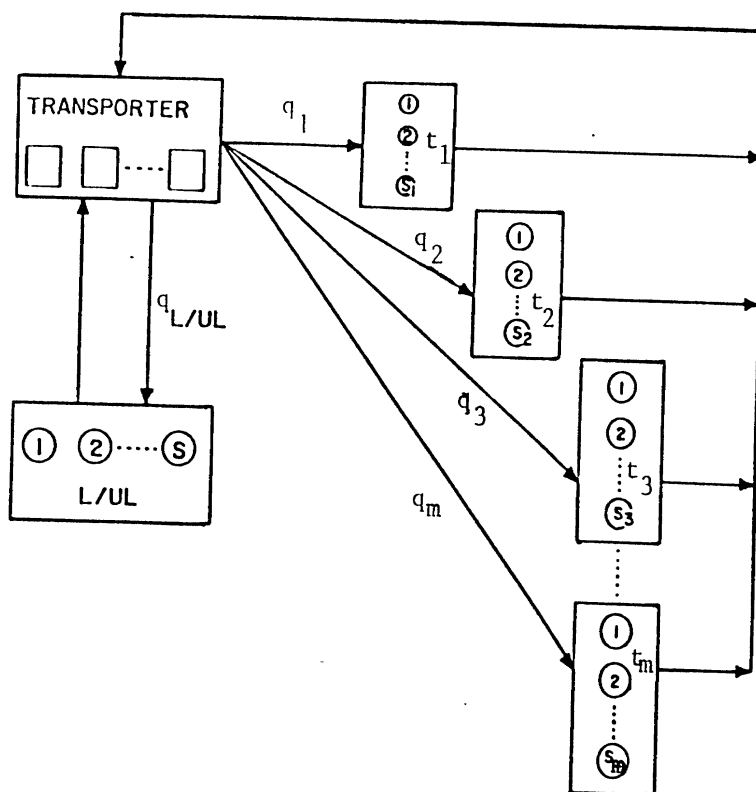 TRANSPORTER
q1
① ② S1 t1
q2
① ② S2 t2
qL/UL
① ② S
L/UL
q3
① ② S3 t3
qm
① ② Sm tm